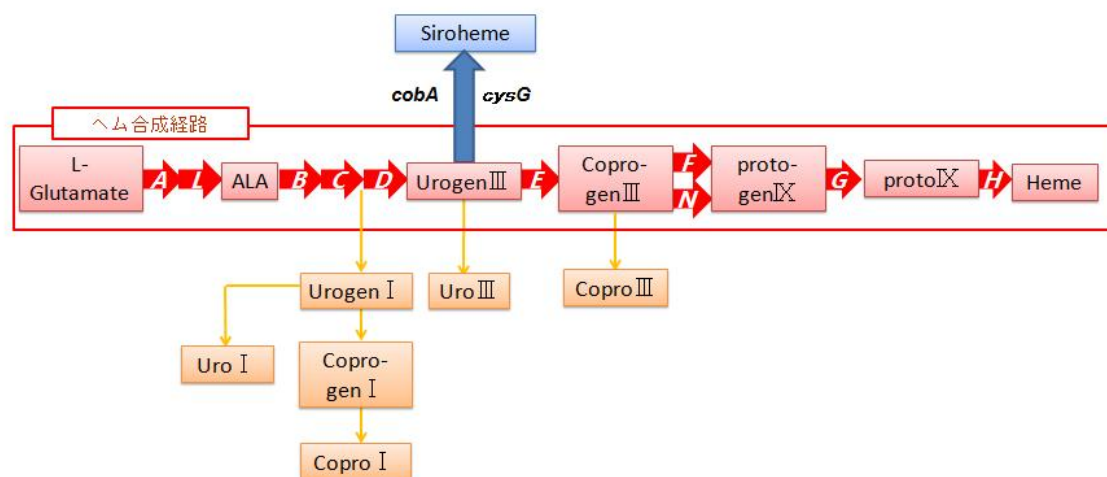 Siroheme
cobA cysG
ヘム合成経路
L-
Glutamate
A
L
ALA
B
C
D
UrogenⅢ
E
Copro-
genⅢ
F
N
proto-
genⅨ
G
protoⅨ
H
Heme
UrogenⅠ
UroⅢ
CoproⅢ
UroⅠ
Copro-
genⅠ
CoproⅠ